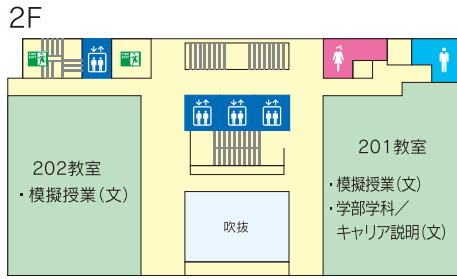 2F
202教室
・模擬授業(文)
201教室
・模擬授業(文)
・学部学科／
キャリア説明(文)
吹抜